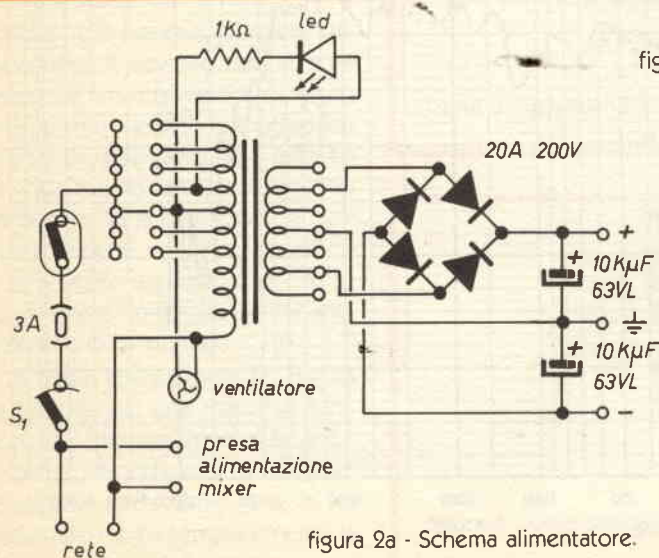 1KΩ
led
fig
20A 200V
+
+
10KμF
63VL
3A
+
10KμF
63VL
-
ventilatore
S1
presa
alimentazione
mixer
rete
figura 2a - Schema alimentatore.